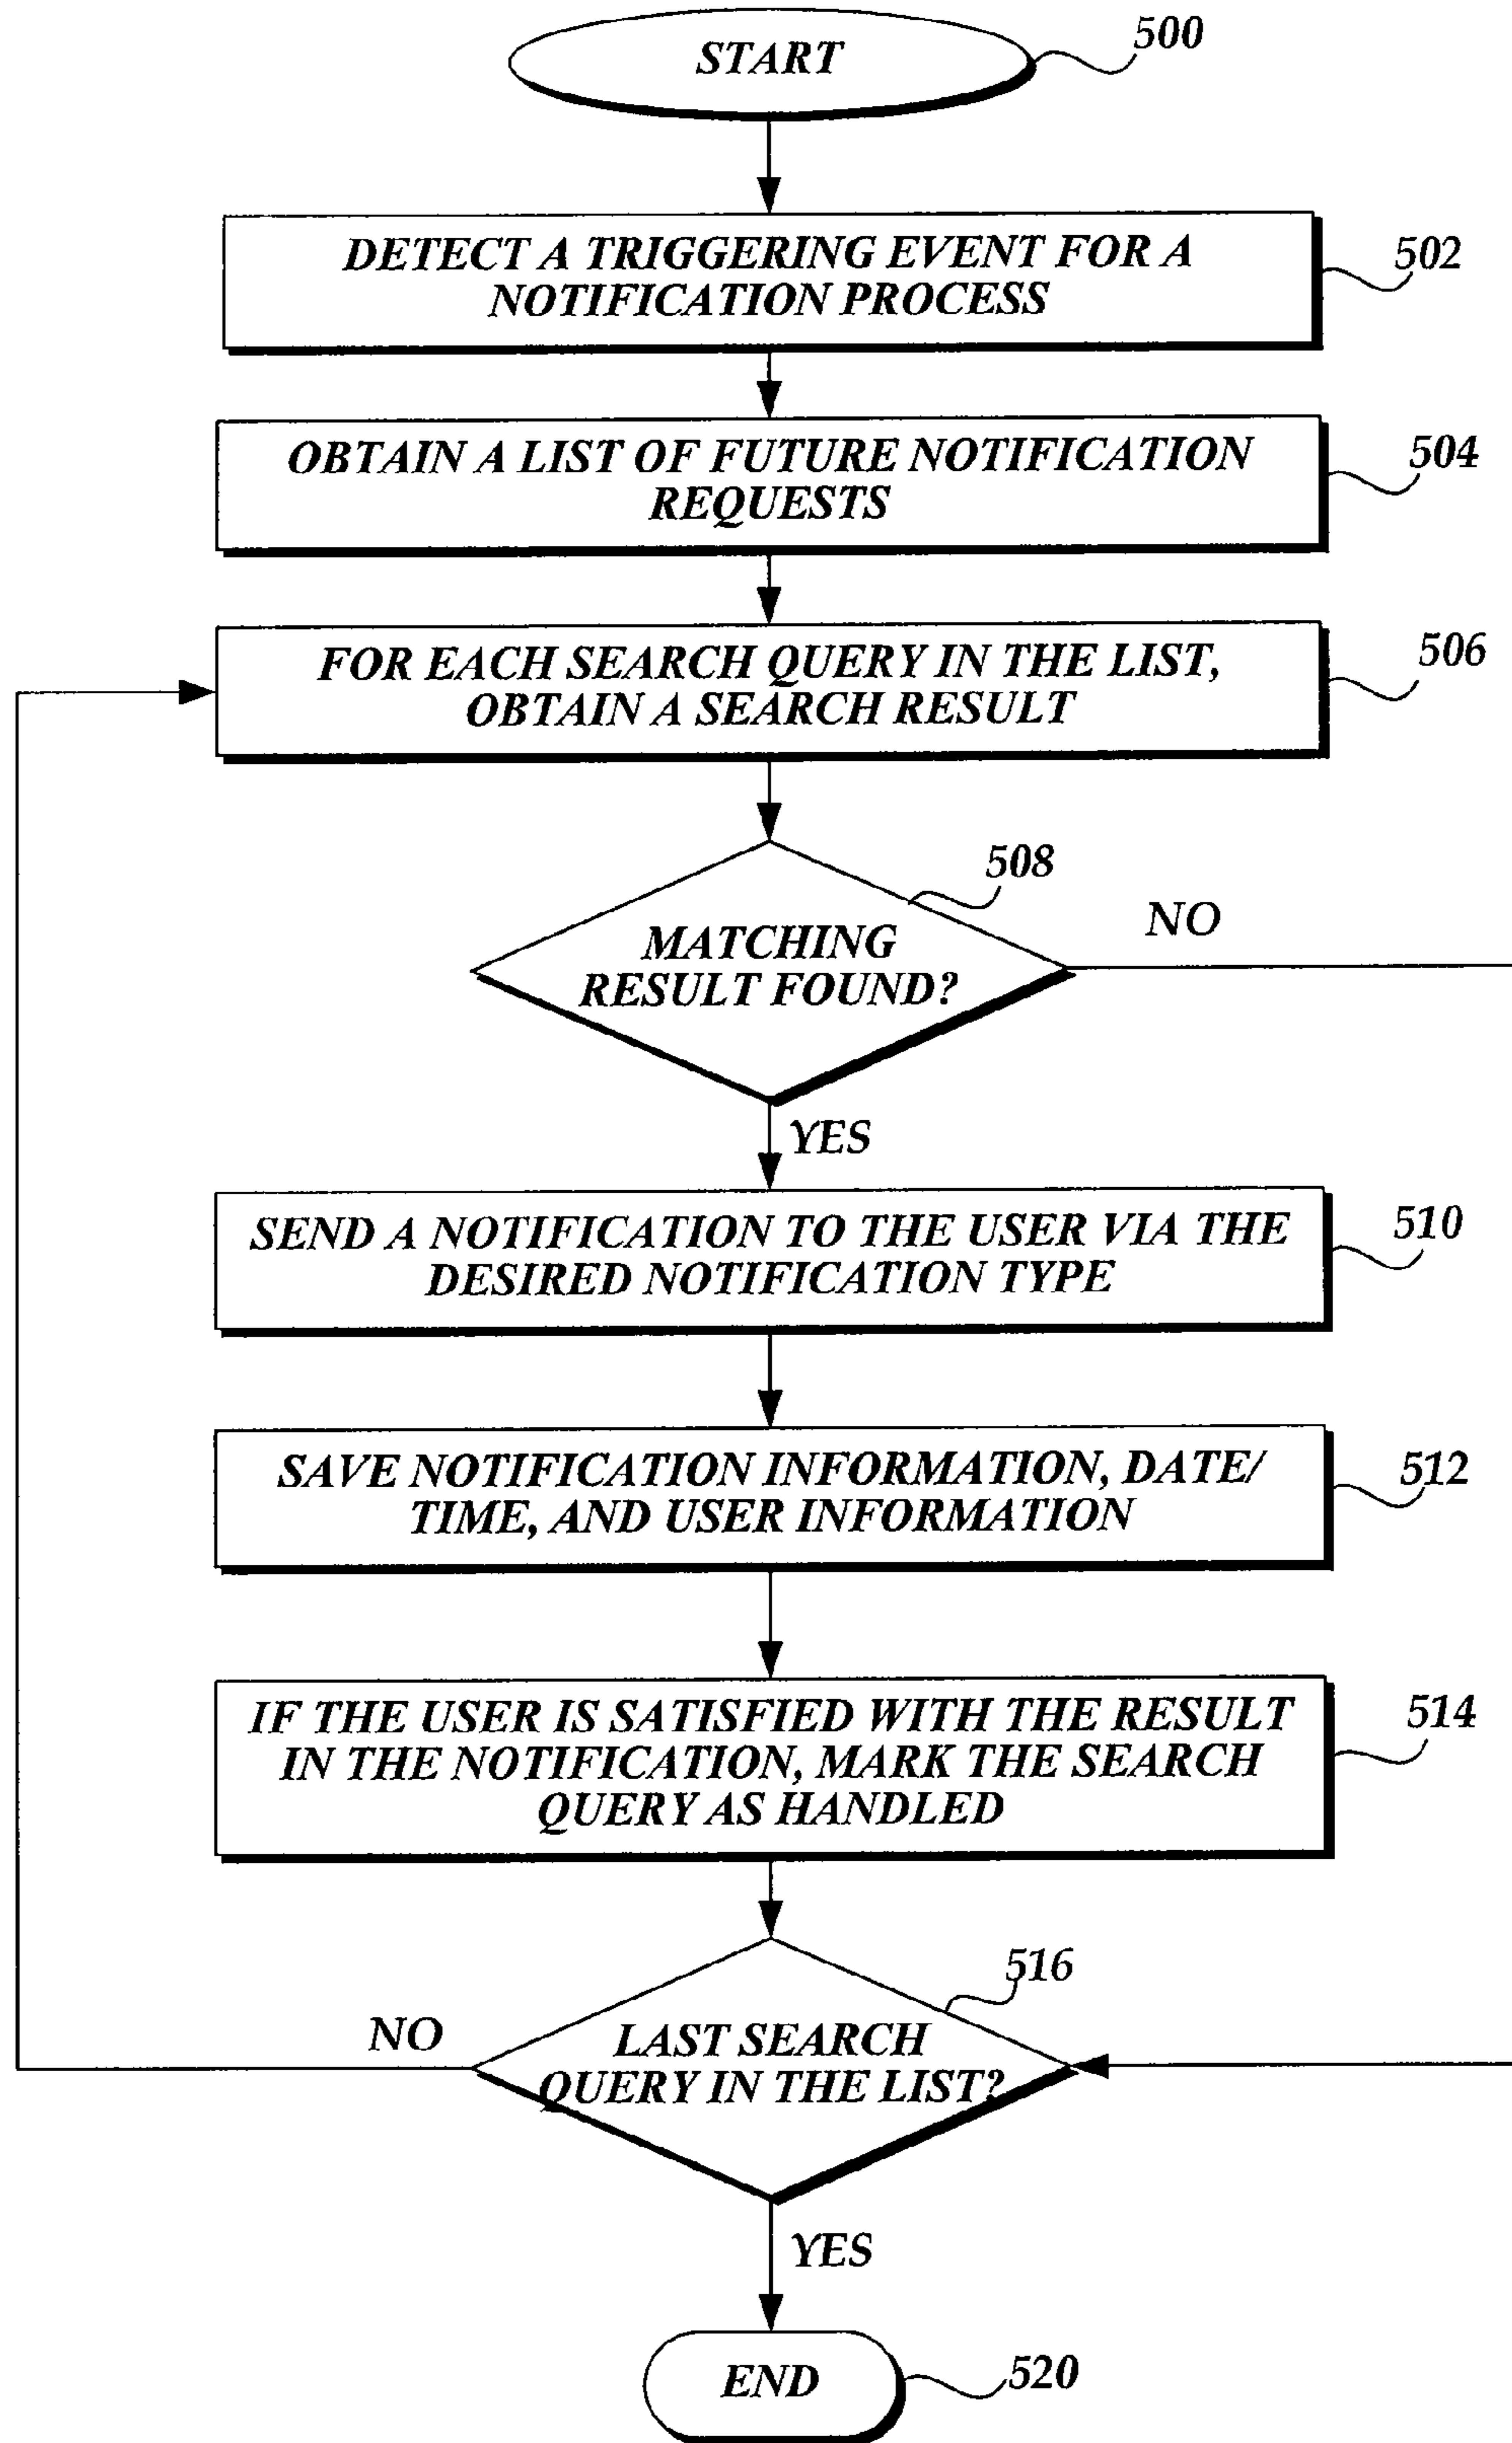 START
500
DETECT A TRIGGERING EVENT FOR A
NOTIFICATION PROCESS
502
OBTAIN A LIST OF FUTURE NOTIFICATION
REQUESTS
504
FOR EACH SEARCH QUERY IN THE LIST,
OBTAIN A SEARCH RESULT
506
508
MATCHING
RESULT FOUND?
NO
YES
SEND A NOTIFICATION TO THE USER VIA THE
DESIRED NOTIFICATION TYPE
510
SAVE NOTIFICATION INFORMATION, DATE/
TIME, AND USER INFORMATION
512
IF THE USER IS SATISFIED WITH THE RESULT
IN THE NOTIFICATION, MARK THE SEARCH
QUERY AS HANDLED
514
516
NO
LAST SEARCH
QUERY IN THE LIST?
YES
END
520